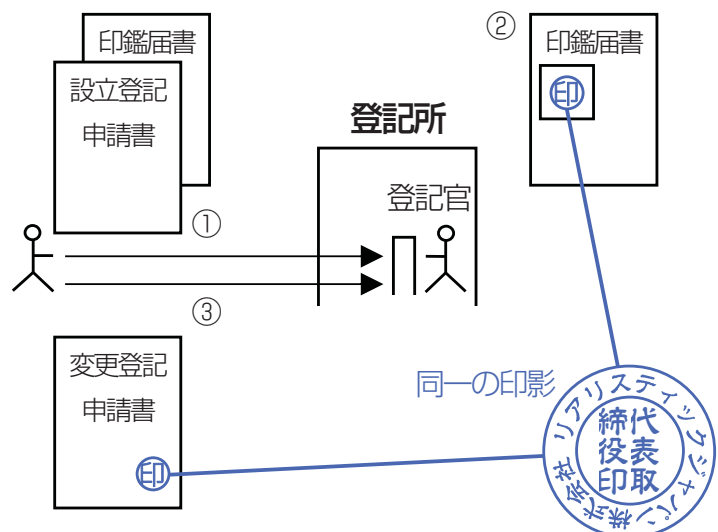 印鑑届書
設立登記
申請書
①
登記所
登記官
②
印鑑届書
印
③
変更登記
申請書
印
同一の印影
リアリスティックジャパン株式会社
代表取
締役印